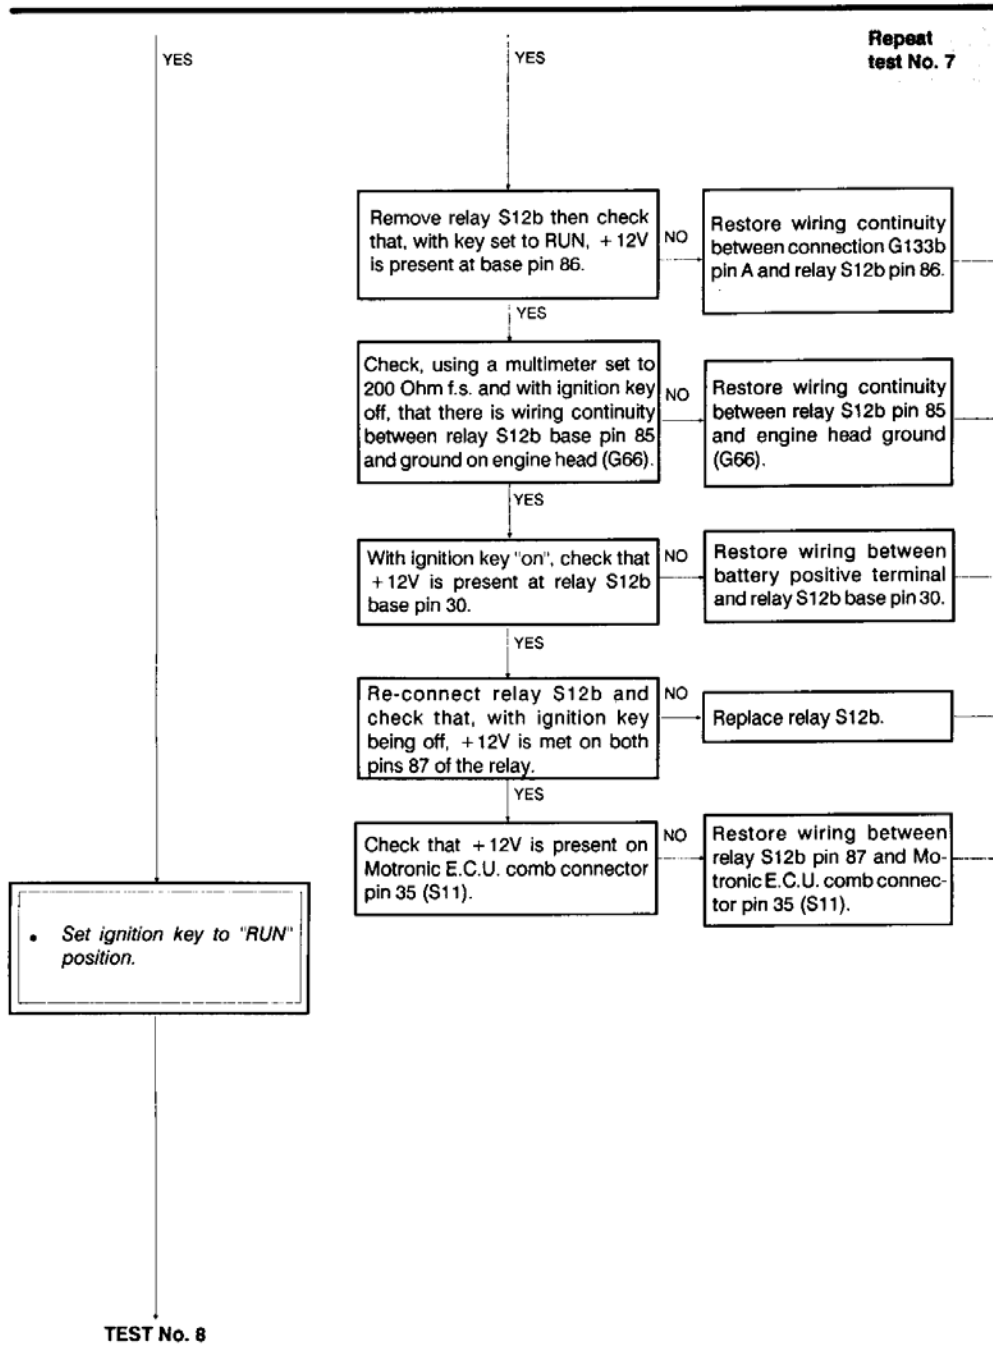 Repeat
test No. 7
YES
YES
Remove relay S12b then check
that, with key set to RUN, +12V
is present at base pin 86.
NO
Restore wiring continuity
between connection G133b
pin A and relay S12b pin 86.
YES
Check, using a multimeter set to
200 Ohm f.s. and with ignition key
off, that there is wiring continuity
between relay S12b base pin 85
and ground on engine head (G66).
NO
Restore wiring continuity
between relay S12b pin 85
and engine head ground
(G66).
YES
With ignition key "on", check that
+12V is present at relay S12b
base pin 30.
NO
Restore wiring between
battery positive terminal
and relay S12b base pin 30.
YES
Re-connect relay S12b and
check that, with ignition key
being off, +12V is met on both
pins 87 of the relay.
NO
Replace relay S12b.
YES
Check that +12V is present on
Motronic E.C.U. comb connector
pin 35 (S11).
NO
Restore wiring between
relay S12b pin 87 and Mo-
tronic E.C.U. comb connec-
tor pin 35 (S11).
• Set ignition key to "RUN"
position.
TEST No. 8